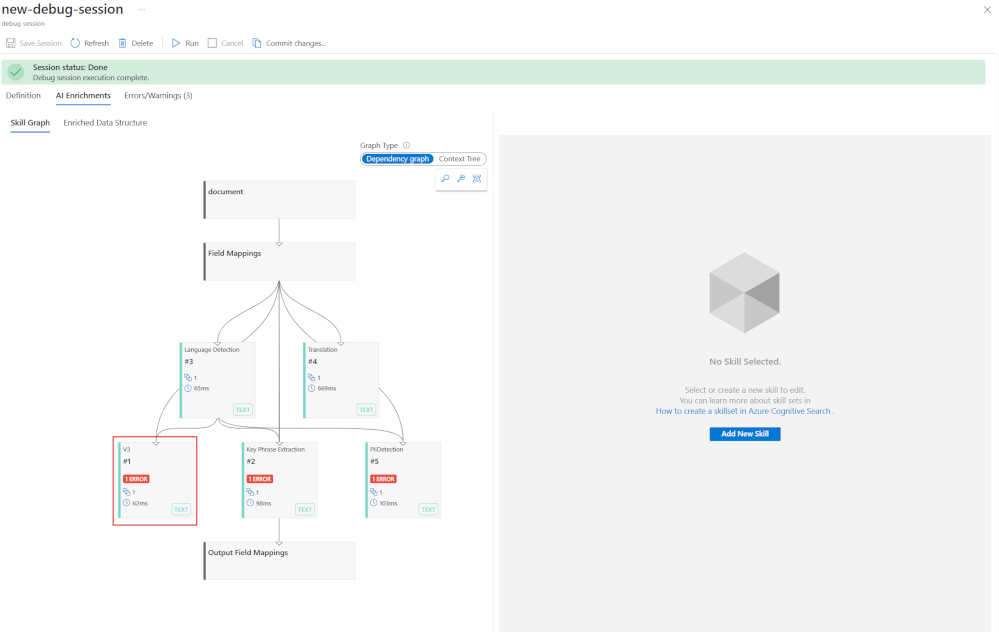 new-debug-session ...
debug session
Save Session Refresh Delete Run Cancel Commit changes...
Session status: Done
Debug session execution complete.
Definition AI Enrichments Errors/Warnings (3)
Skill Graph Enriched Data Structure
Graph Type
Dependency graph Context Tree
document
Field Mappings
Language Detection
#3
1
65ms
TEXT
Translation
#4
1
669ms
TEXT
V3
#1
1 ERROR
1
62ms
TEXT
Key Phrase Extraction
#2
1 ERROR
1
98ms
TEXT
PIIDetection
#5
1 ERROR
1
103ms
TEXT
Output Field Mappings
No Skill Selected.
Select or create a new skill to edit.
You can learn more about skill sets in
How to create a skillset in Azure Cognitive Search .
Add New Skill